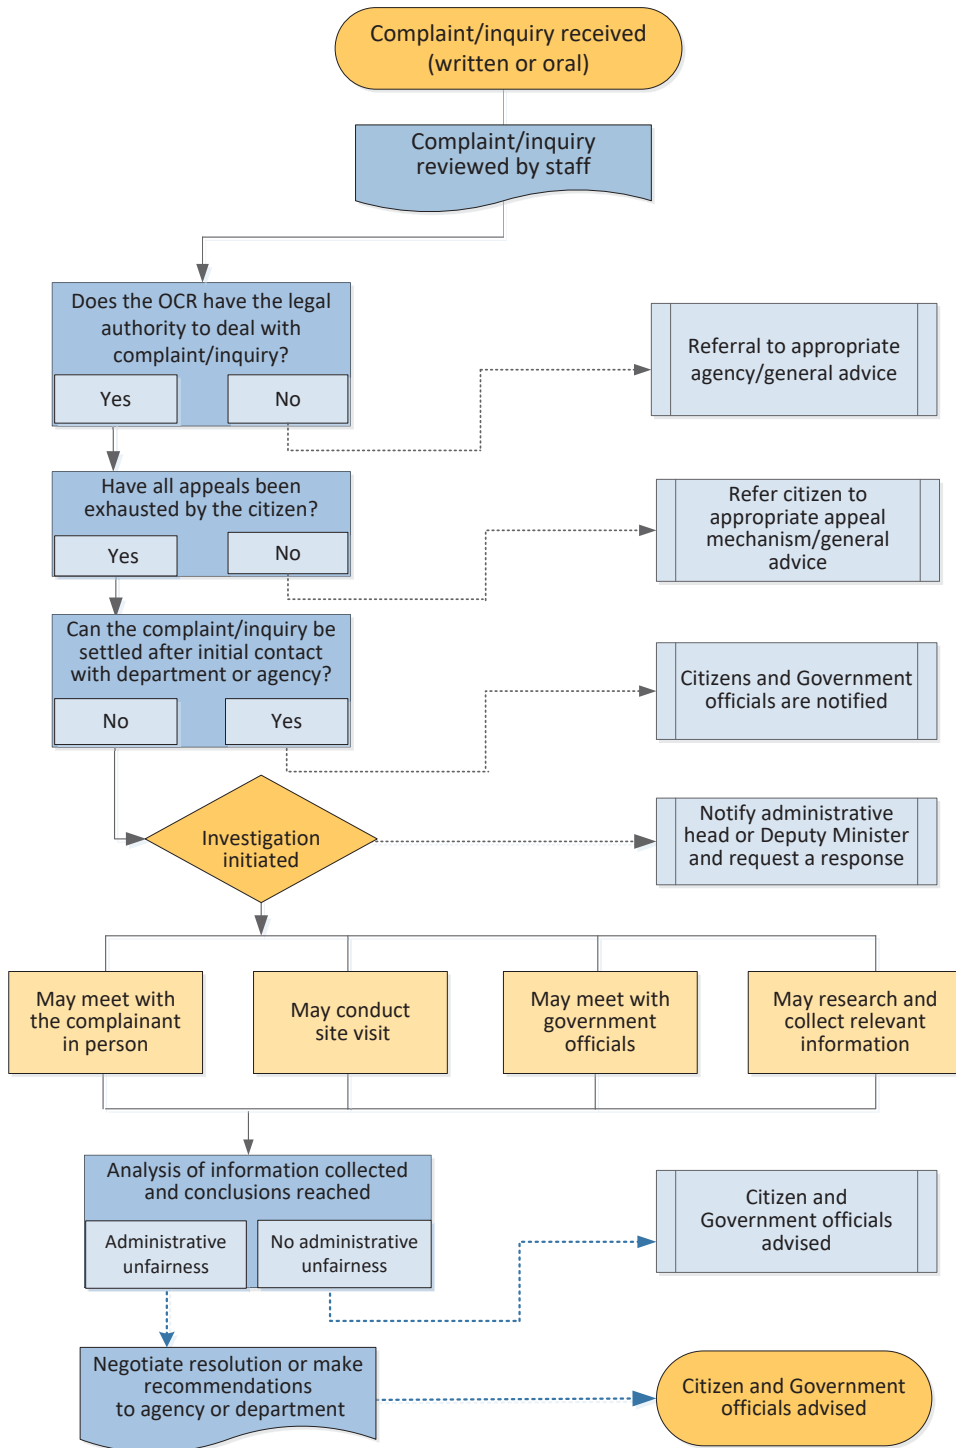 Complaint/inquiry received
(written or oral)
Complaint/inquiry
reviewed by staff
Does the OCR have the legal
authority to deal with
complaint/inquiry?
Yes
No
Referral to appropriate
agency/general advice
Have all appeals been
exhausted by the citizen?
Yes
No
Refer citizen to
appropriate appeal
mechanism/general
advice
Can the complaint/inquiry be
settled after initial contact
with department or agency?
No
Yes
Citizens and Government
officials are notified
Investigation
initiated
Notify administrative
head or Deputy Minister
and request a response
May meet with
the complainant
in person
May conduct
site visit
May meet with
government
officials
May research and
collect relevant
information
Analysis of information collected
and conclusions reached
Administrative
unfairness
No administrative
unfairness
Citizen and
Government officials
advised
Negotiate resolution or make
recommendations
to agency or department
Citizen and Government
officials advised